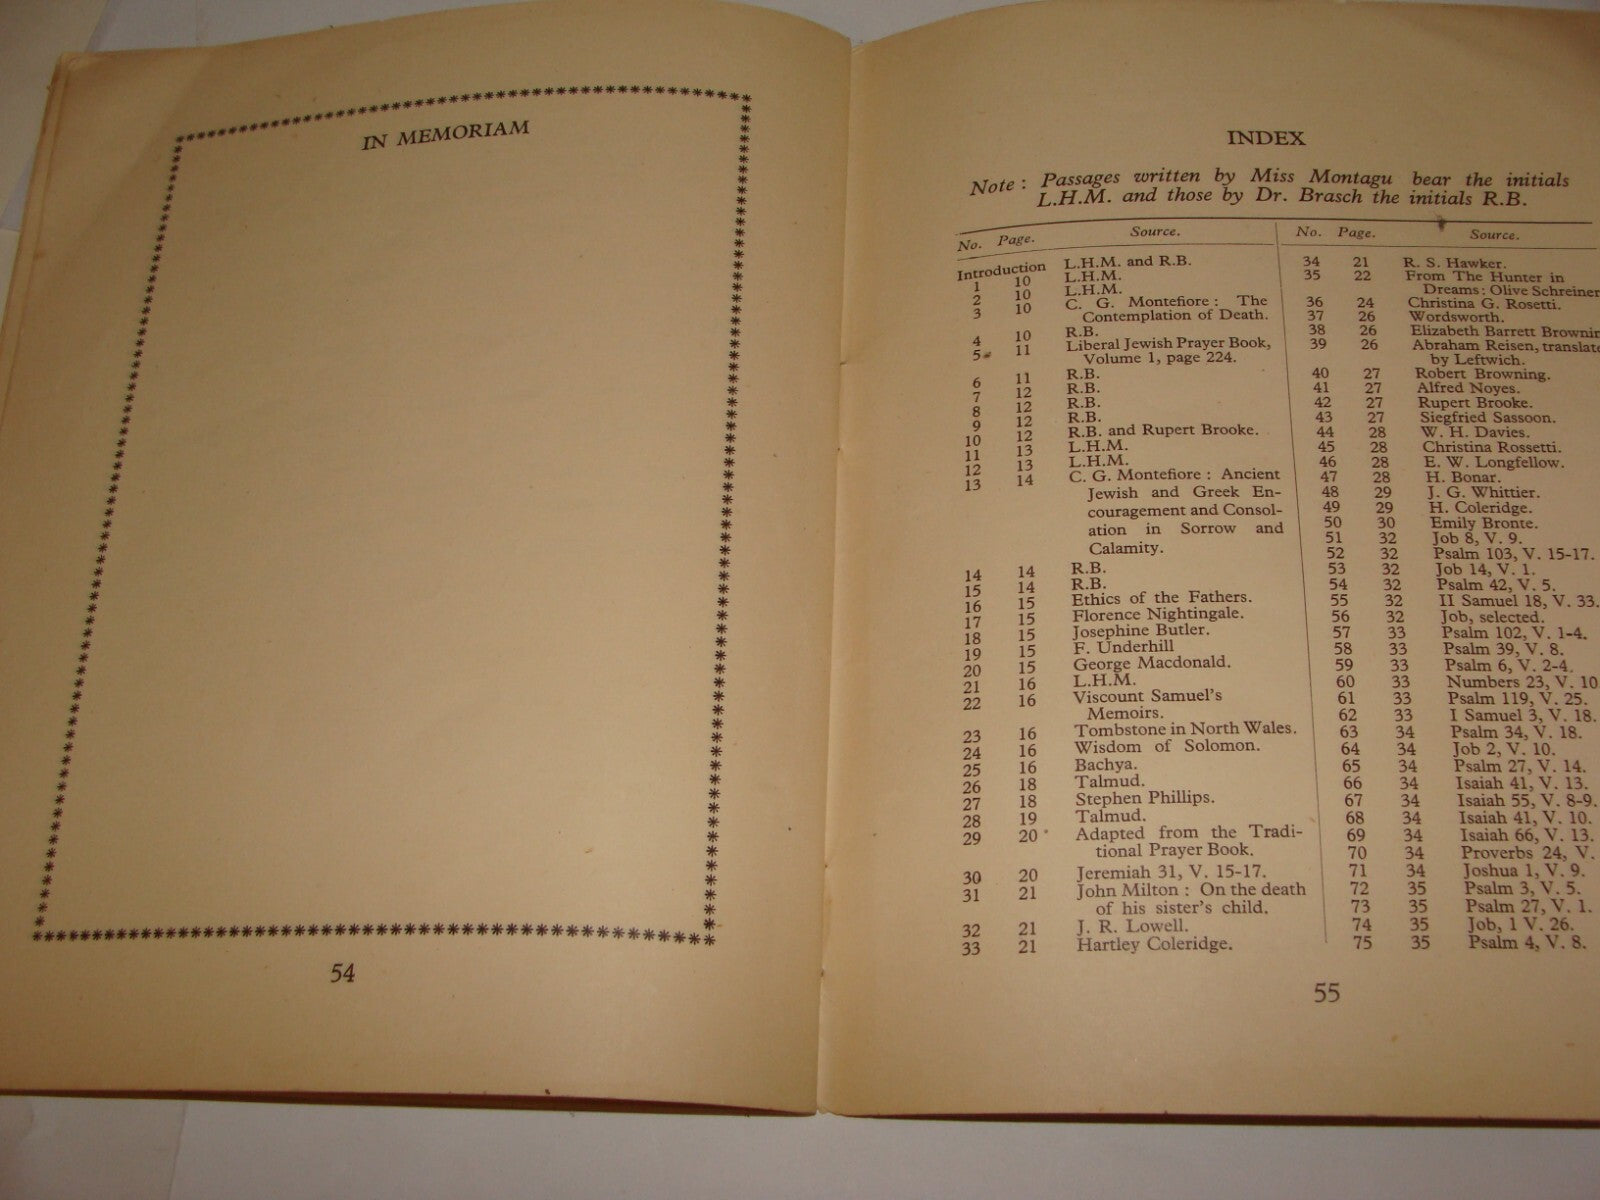 IN MEMORIAM
54
INDEX
Note : Passages written by Miss Montagu bear the initials
L.H.M. and those by Dr. Brasch the initials R.B.
No. Page. Source.
Introduction L.H.M. and R.B.
1 10 L.H.M.
2 10 L.H.M.
3 10 C. G. Montefiore : The
Contemplation of Death.
4 10 R.B.
5 11 Liberal Jewish Prayer Book,
Volume 1, page 224.
6 11 R.B.
7 12 R.B.
8 12 R.B.
9 12 R.B.
10 12 R.B. and Rupert Brooke.
11 13 L.H.M.
12 13 L.H.M.
13 14 C. G. Montefiore : Ancient
Jewish and Greek En-
couragement and Consol-
ation in Sorrow and
Calamity.
14 14 R.B.
15 14 R.B.
16 15 Ethics of the Fathers.
17 15 Florence Nightingale.
18 15 Josephine Butler.
19 15 F. Underhill
20 15 George Macdonald.
21 16 L.H.M.
22 16 Viscount Samuel's
Memoirs.
23 16 Tombstone in North Wales.
24 16 Wisdom of Solomon.
25 16 Bachya.
26 18 Talmud.
27 18 Stephen Phillips.
28 19 Talmud.
29 20 Adapted from the Tradi-
tional Prayer Book.
30 20 Jeremiah 31, V. 15-17.
31 21 John Milton : On the death
of his sister's child.
32 21 J. R. Lowell.
33 21 Hartley Coleridge.
No. Page. Source.
34 21 R. S. Hawker.
35 22 From The Hunter in
Dreams: Olive Schreiner
36 24 Christina G. Rosetti.
37 26 Wordsworth.
38 26 Elizabeth Barrett Brownin
39 26 Abraham Reisen, translate
by Leftwich.
40 27 Robert Browning.
41 27 Alfred Noyes.
42 27 Rupert Brooke.
43 27 Siegfried Sassoon.
44 28 W. H. Davies.
45 28 Christina Rossetti.
46 28 E. W. Longfellow.
47 28 H. Bonar.
48 29 J. G. Whittier.
49 29 H. Coleridge.
50 30 Emily Bronte.
51 32 Job 8, V. 9.
52 32 Psalm 103, V. 15-17.
53 32 Job 14, V. 1.
54 32 Psalm 42, V. 5.
55 32 II Samuel 18, V. 33.
56 32 Job, selected.
57 33 Psalm 102, V. 1-4.
58 33 Psalm 39, V. 8.
59 33 Psalm 6, V. 2-4.
60 33 Numbers 23, V. 10
61 33 Psalm 119, V. 25.
62 33 I Samuel 3, V. 18.
63 34 Psalm 34, V. 18.
64 34 Job 2, V. 10.
65 34 Psalm 27, V. 14.
66 34 Isaiah 41, V. 13.
67 34 Isaiah 55, V. 8-9.
68 34 Isaiah 41, V. 10.
69 34 Isaiah 66, V. 13.
70 34 Proverbs 24, V.
71 34 Joshua 1, V. 9.
72 35 Psalm 3, V. 5.
73 35 Psalm 27, V. 1.
74 35 Job, 1 V. 26.
75 35 Psalm 4, V. 8.
55